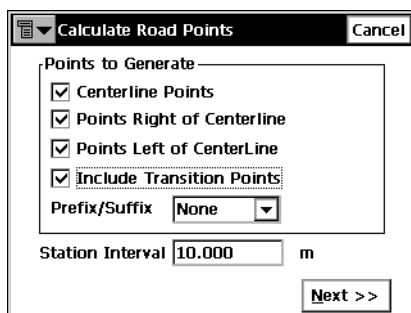 Calculate Road Points Cancel
Points to Generate
Centerline Points
Points Right of Centerline
Points Left of CenterLine
Include Transition Points
Prefix/Suffix None
Station Interval 10.000 m
Next >>